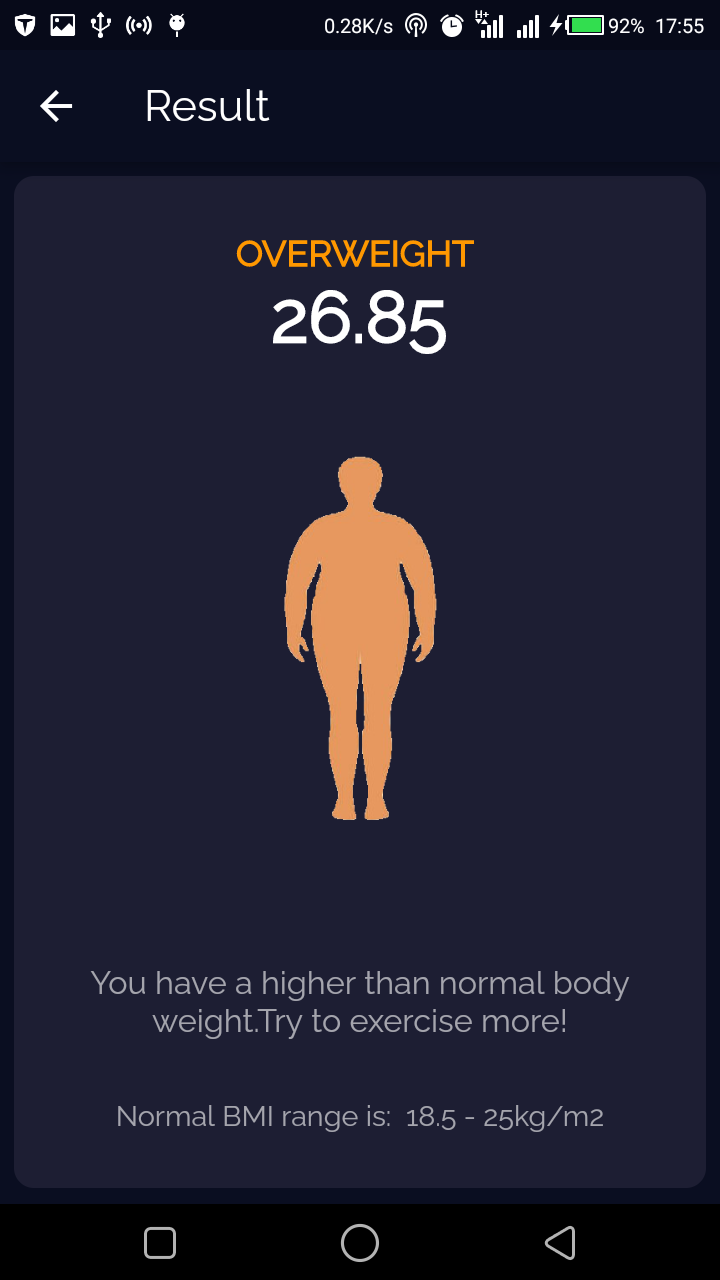 0.28K/s H+ 92% 17:55
Result
OVERWEIGHT
26.85
You have a higher than normal body
weight.Try to exercise more!
Normal BMI range is: 18.5 - 25kg/m2